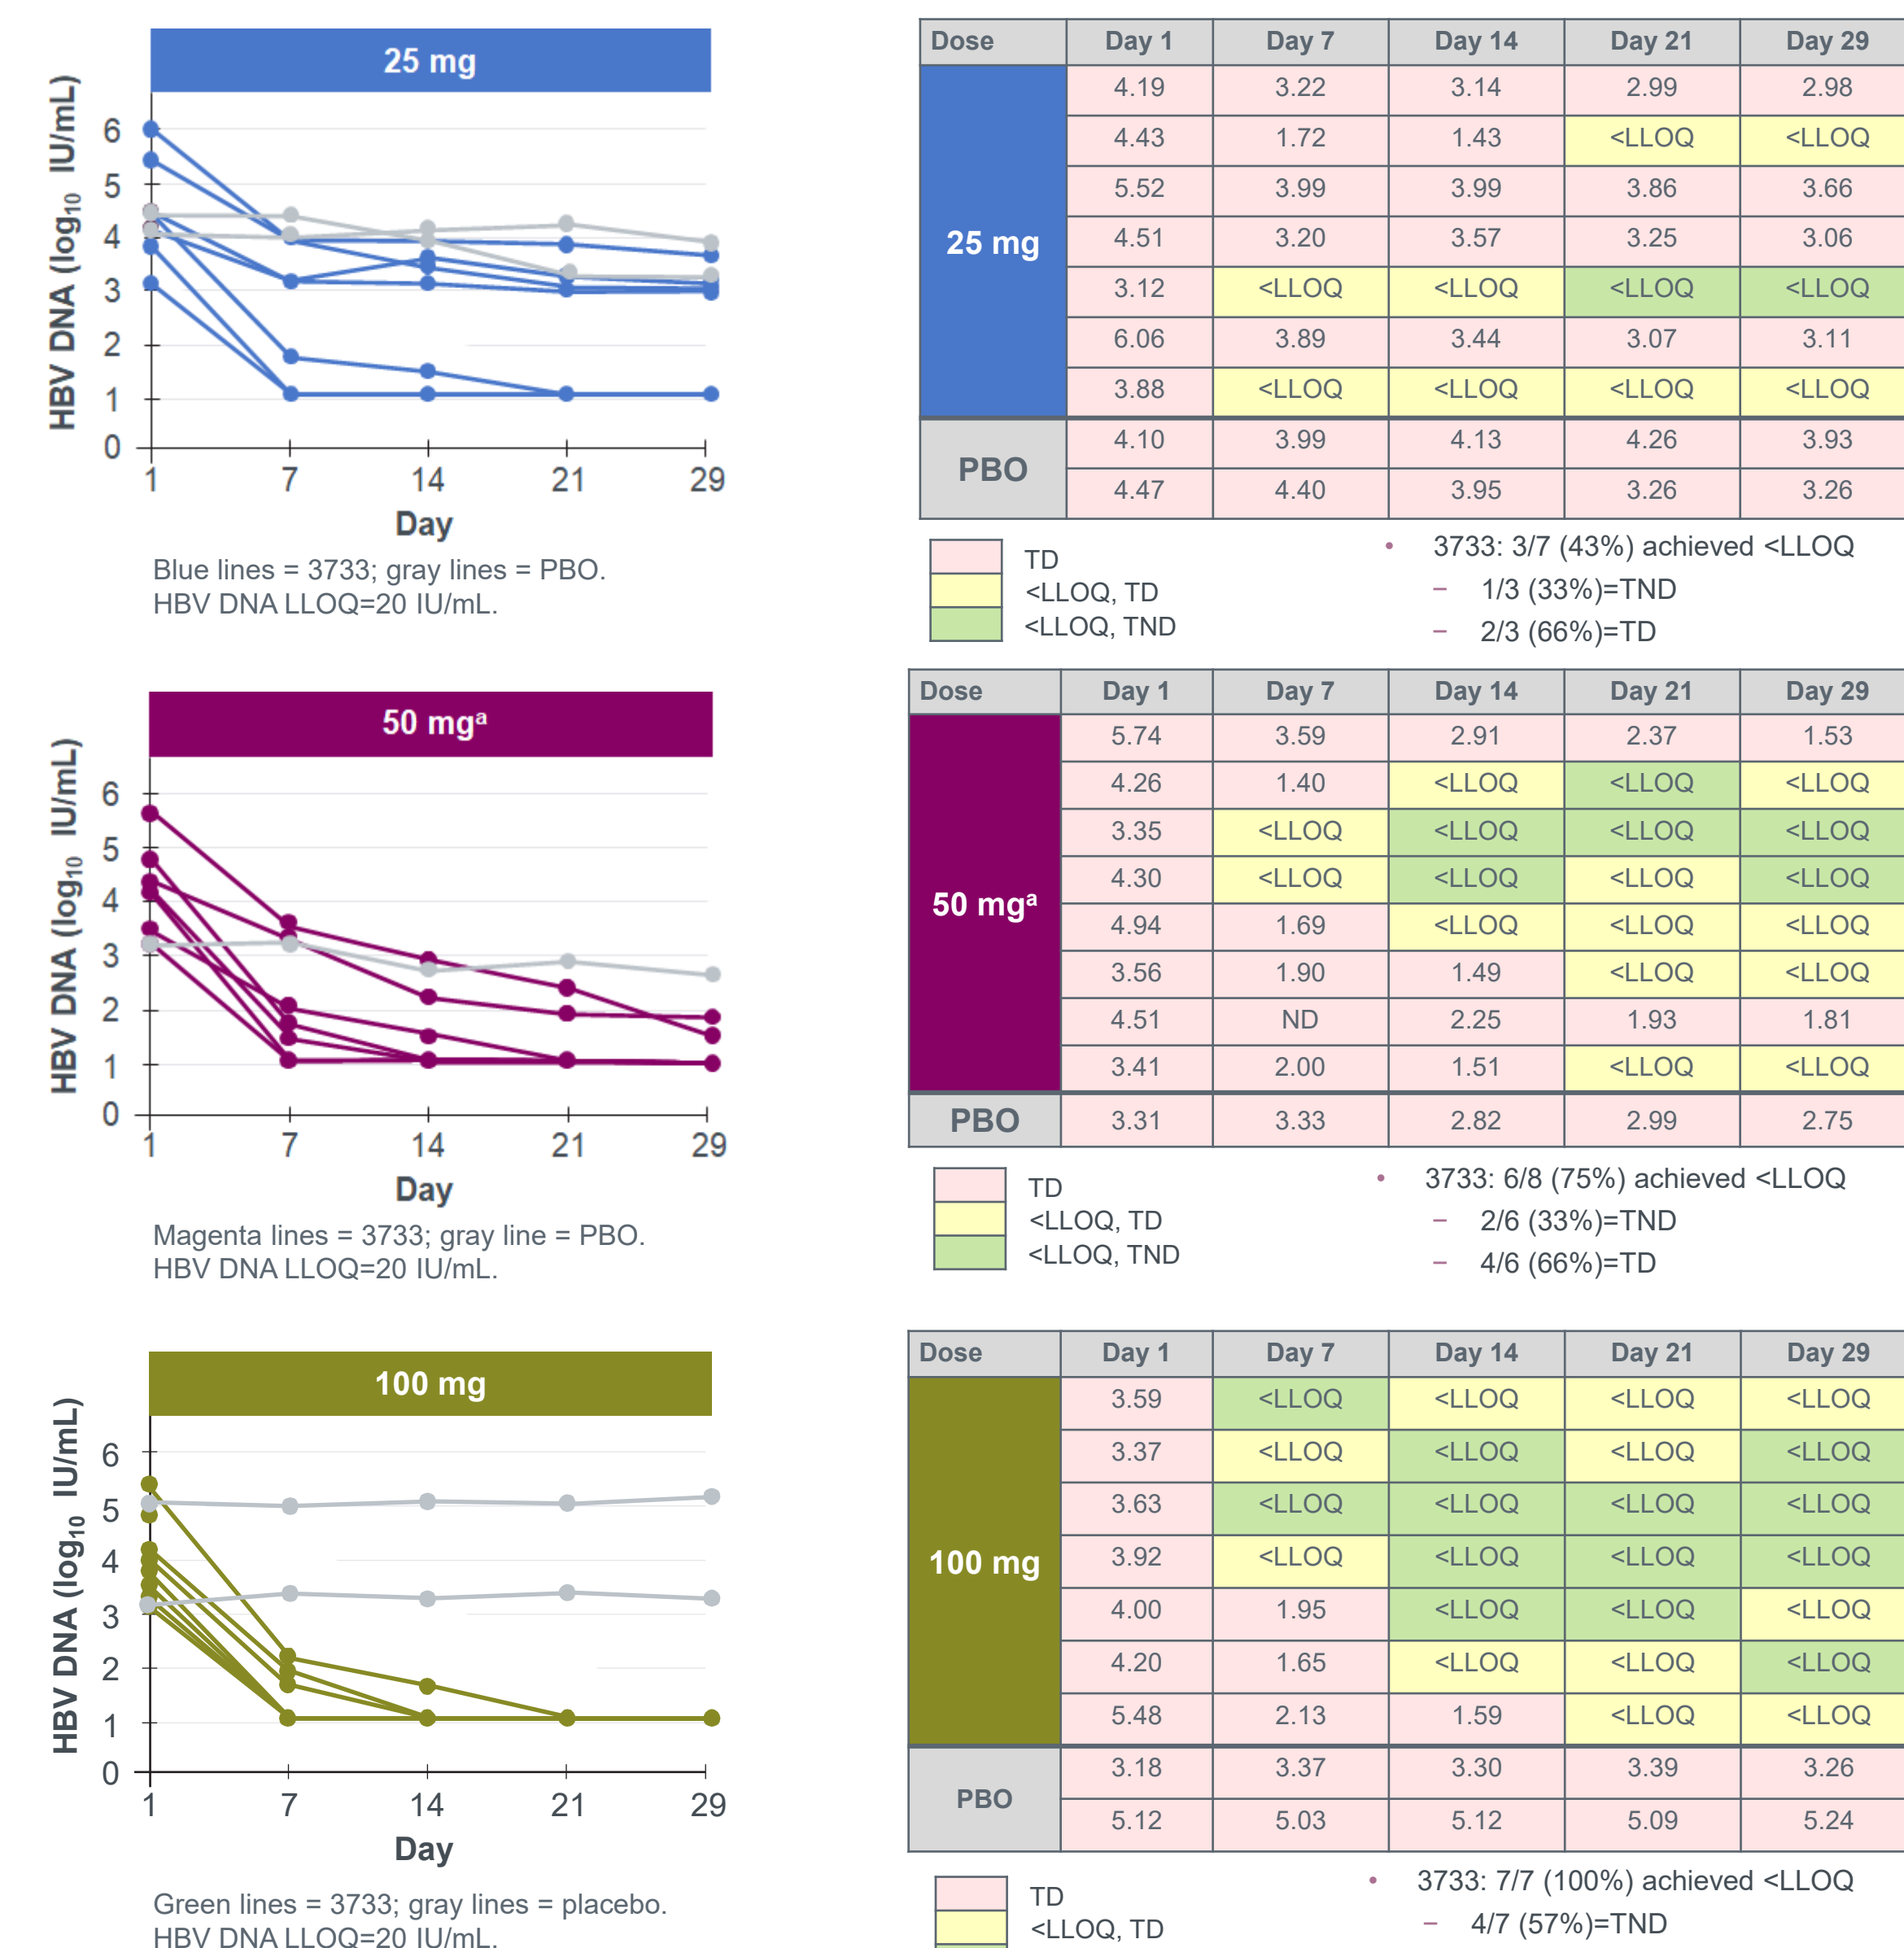 25 mg
HBV DNA (log10 IU/mL)
6
5
4
3
2
1
0
1 7 14 21 29
Day
Blue lines = 3733; gray lines = PBO.
HBV DNA LLOQ=20 IU/mL.
Dose Day 1 Day 7 Day 14 Day 21 Day 29
25 mg
4.19 3.22 3.14 2.99 2.98
4.43 1.72 1.43 <LLOQ <LLOQ
5.52 3.99 3.99 3.86 3.66
4.51 3.20 3.57 3.25 3.06
3.12 <LLOQ <LLOQ <LLOQ <LLOQ
6.06 3.89 3.44 3.07 3.11
3.88 <LLOQ <LLOQ <LLOQ <LLOQ
PBO
4.10 3.99 4.13 4.26 3.93
4.47 4.40 3.95 3.26 3.26
TD
<LLOQ, TD
<LLOQ, TND
• 3733: 3/7 (43%) achieved <LLOQ
– 1/3 (33%)=TND
– 2/3 (66%)=TD
50 mgª
HBV DNA (log10 IU/mL)
6
5
4
3
2
1
0
1 7 14 21 29
Day
Magenta lines = 3733; gray line = PBO.
HBV DNA LLOQ=20 IU/mL.
Dose Day 1 Day 7 Day 14 Day 21 Day 29
50 mgª
5.74 3.59 2.91 2.37 1.53
4.26 1.40 <LLOQ <LLOQ <LLOQ
3.35 <LLOQ <LLOQ <LLOQ <LLOQ
4.30 <LLOQ <LLOQ <LLOQ <LLOQ
4.94 1.69 <LLOQ <LLOQ <LLOQ
3.56 1.90 1.49 <LLOQ <LLOQ
4.51 ND 2.25 1.93 1.81
3.41 2.00 1.51 <LLOQ <LLOQ
PBO 3.31 3.33 2.82 2.99 2.75
TD
<LLOQ, TD
<LLOQ, TND
• 3733: 6/8 (75%) achieved <LLOQ
– 2/6 (33%)=TND
– 4/6 (66%)=TD
100 mg
HBV DNA (log10 IU/mL)
6
5
4
3
2
1
0
1 7 14 21 29
Day
Green lines = 3733; gray lines = placebo.
HBV DNA LLOQ=20 IU/mL.
Dose Day 1 Day 7 Day 14 Day 21 Day 29
100 mg
3.59 <LLOQ <LLOQ <LLOQ <LLOQ
3.37 <LLOQ <LLOQ <LLOQ <LLOQ
3.63 <LLOQ <LLOQ <LLOQ <LLOQ
3.92 <LLOQ <LLOQ <LLOQ <LLOQ
4.00 1.95 <LLOQ <LLOQ <LLOQ
4.20 1.65 <LLOQ <LLOQ <LLOQ
5.48 2.13 1.59 <LLOQ <LLOQ
PBO
3.18 3.37 3.30 3.39 3.26
5.12 5.03 5.12 5.09 5.24
TD
<LLOQ, TD
• 3733: 7/7 (100%) achieved <LLOQ
– 4/7 (57%)=TND